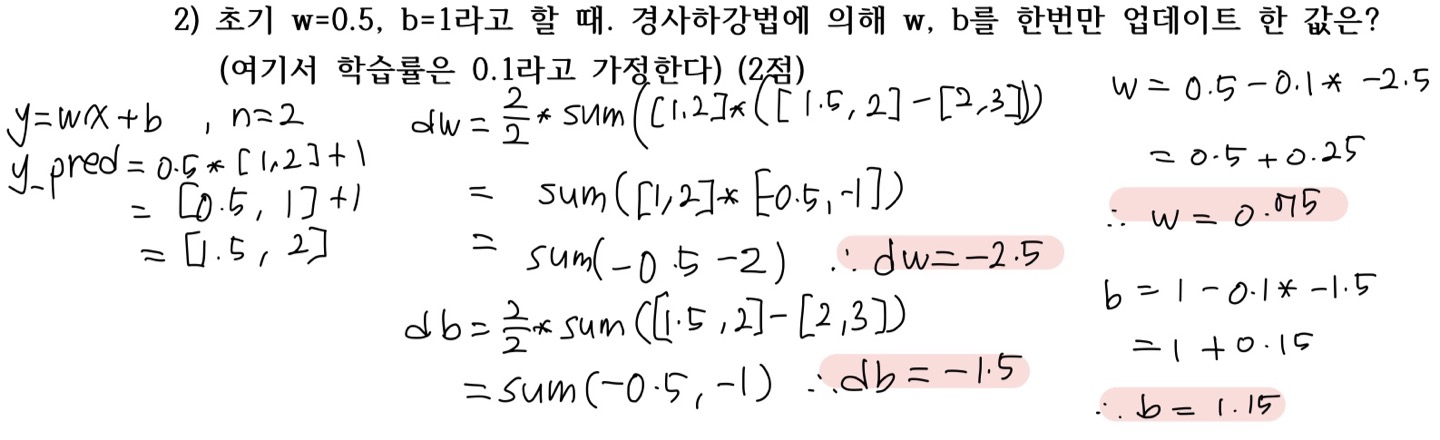 2) 초기 w=0.5, b=1라고 할 때. 경사하강법에 의해 w, b를 한번만 업데이트 한 값은?
(여기서 학습률은 0.1라고 가정한다) (2점)
y=wx+b , n=2
y_pred = 0.5 * [1,2]+1
= [0.5, 1] +1
= [1.5, 2]
dw = 2/2 * sum([1.2]*([1.5, 2]-[2,3]))
= sum([1,2]*[-0.5,-1])
= sum(-0.5-2) ∴ dw=-2.5
db = 2/2 * sum([1.5, 2]-[2,3])
= sum(-0.5, -1) ∴ db = -1.5
w = 0.5-0.1* -2.5
= 0.5+0.25
∴ w = 0.75
b = 1-0.1* -1.5
= 1 + 0.15
∴ b = 1.15